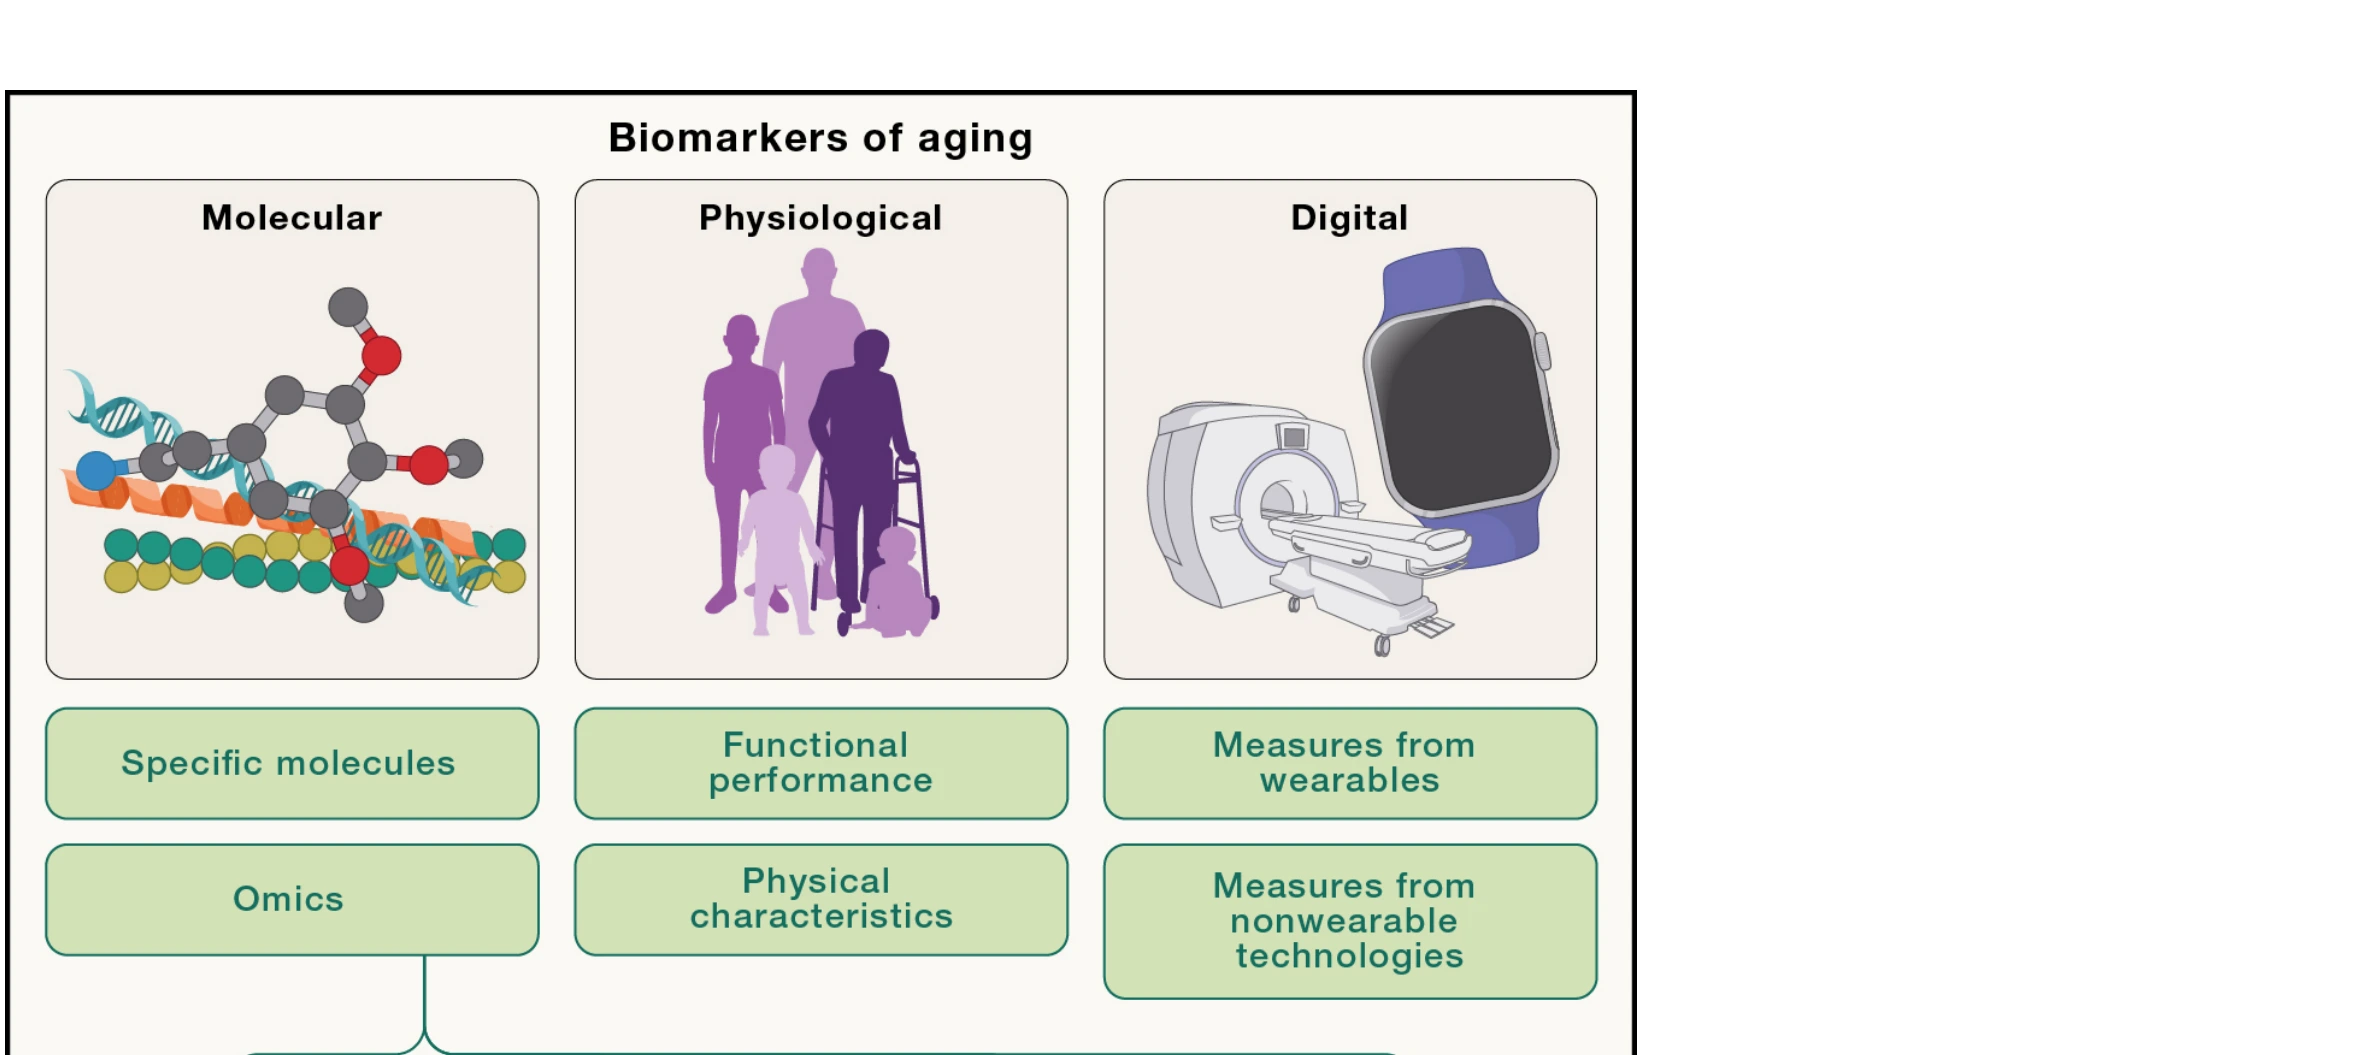 Biomarkers of aging
Molecular
Physiological
Digital
Specific molecules
Functional
performance
Measures from
wearables
Omics
Physical
characteristics
Measures from
nonwearable
technologies